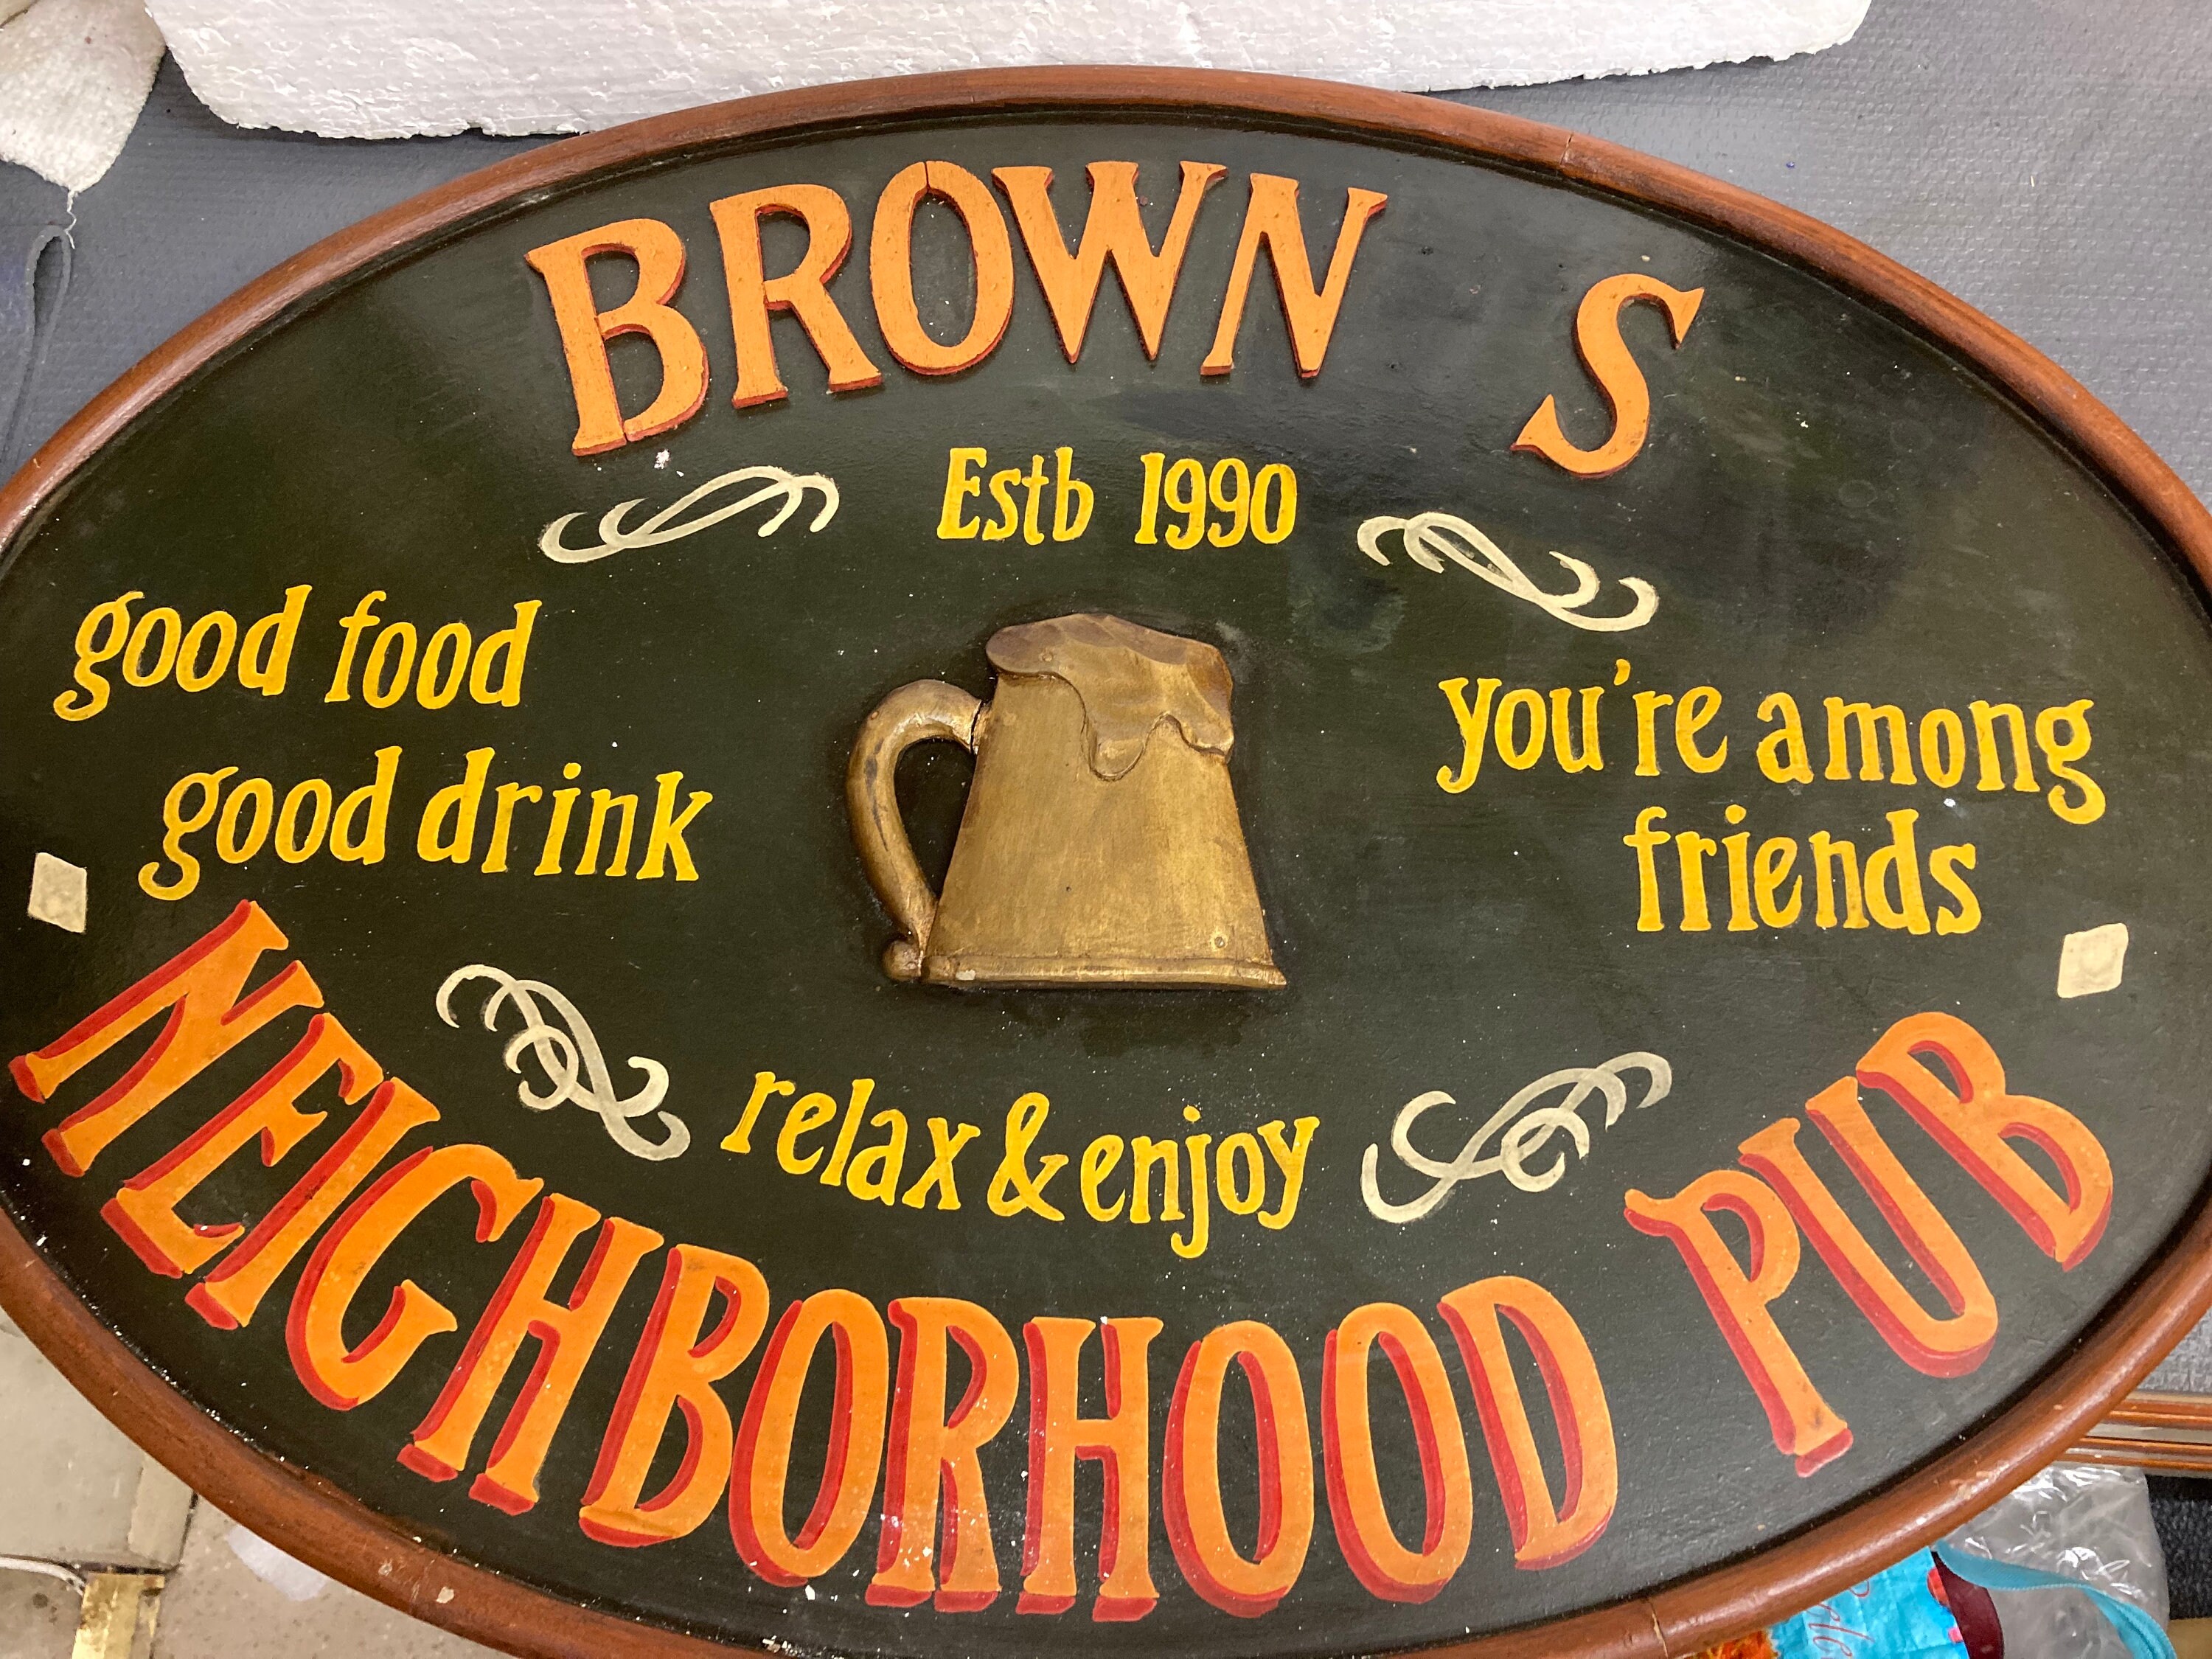 BROWN S
Estb 1990
good food
good drink
you're among
friends
relax & enjoy
NEIGHBORHOOD PUB